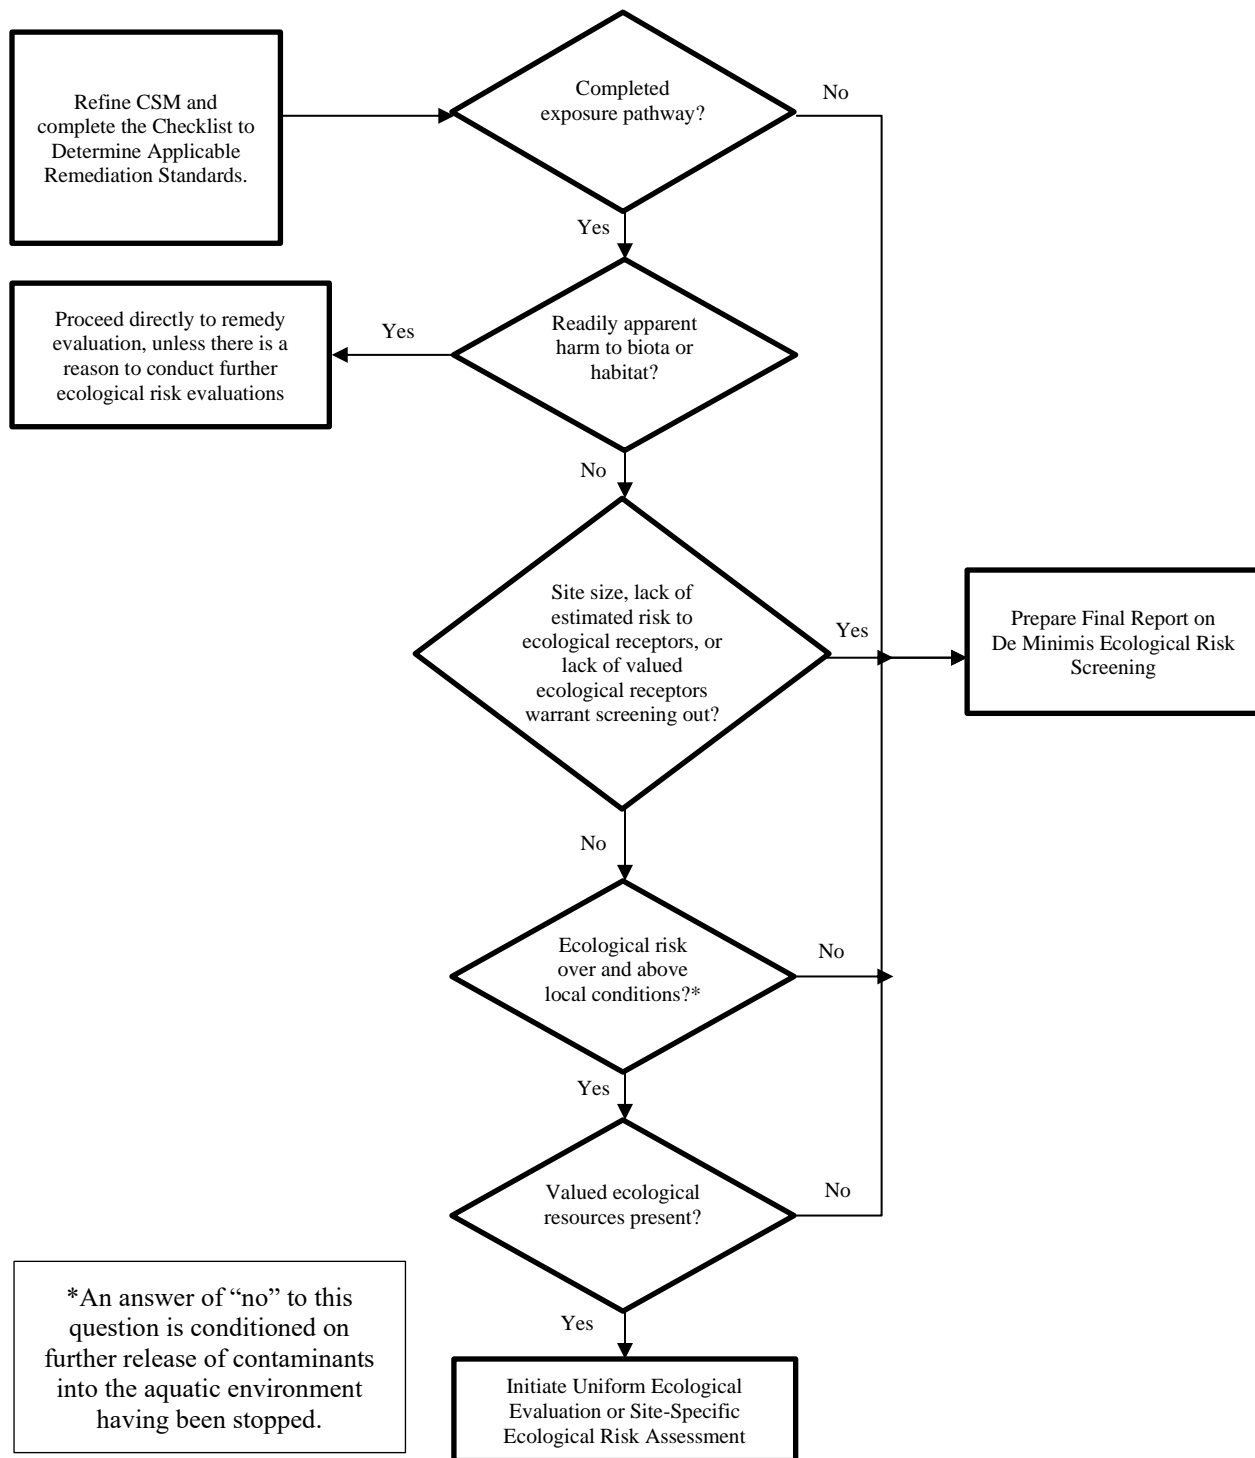 Refine CSM and
complete the Checklist to
Determine Applicable
Remediation Standards.
Completed
exposure pathway?
No
Yes
Proceed directly to remedy
evaluation, unless there is a
reason to conduct further
ecological risk evaluations
Yes
Readily apparent
harm to biota or
habitat?
No
Site size, lack of
estimated risk to
ecological receptors, or
lack of valued
ecological receptors
warrant screening out?
Yes
Prepare Final Report on
De Minimis Ecological Risk
Screening
No
Ecological risk
over and above
local conditions?*
No
Yes
Valued ecological
resources present?
No
Yes
*An answer of “no” to this
question is conditioned on
further release of contaminants
into the aquatic environment
having been stopped.
Initiate Uniform Ecological
Evaluation or Site-Specific
Ecological Risk Assessment